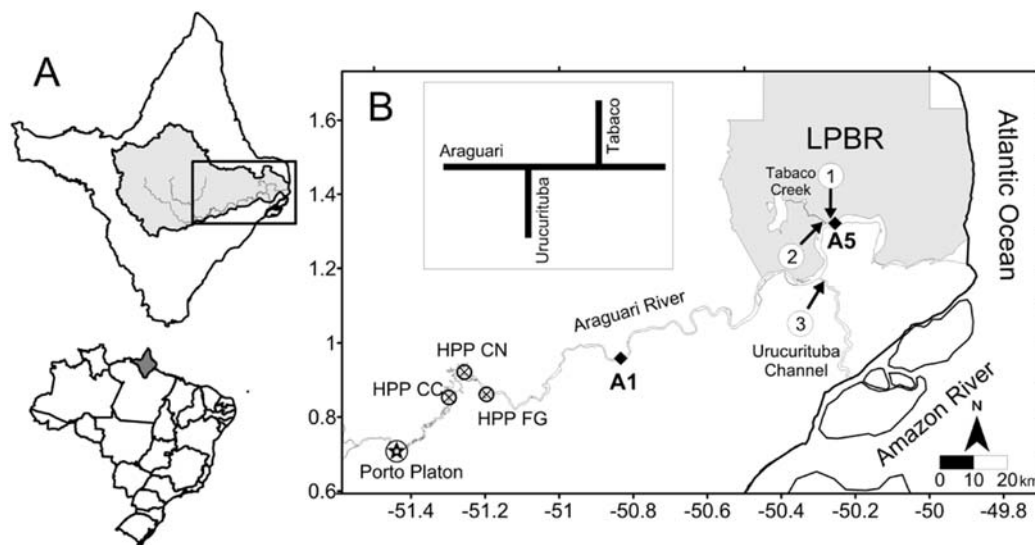 A
B
-51.4
-51.2
-51
-50.8
-50.6
-50.4
-50.2
-50
-49.8
1.6
1.4
1.2
1
0.8
0.6
Araguari
Tabaco
Urucurituba
LPBR
Tabaco
Creek
1
2
A5
3
Urucurituba
Channel
Araguari River
A1
HPP CN
HPP CC
HPP FG
Porto Platon
Atlantic Ocean
Amazon River
N
0 10 20 km